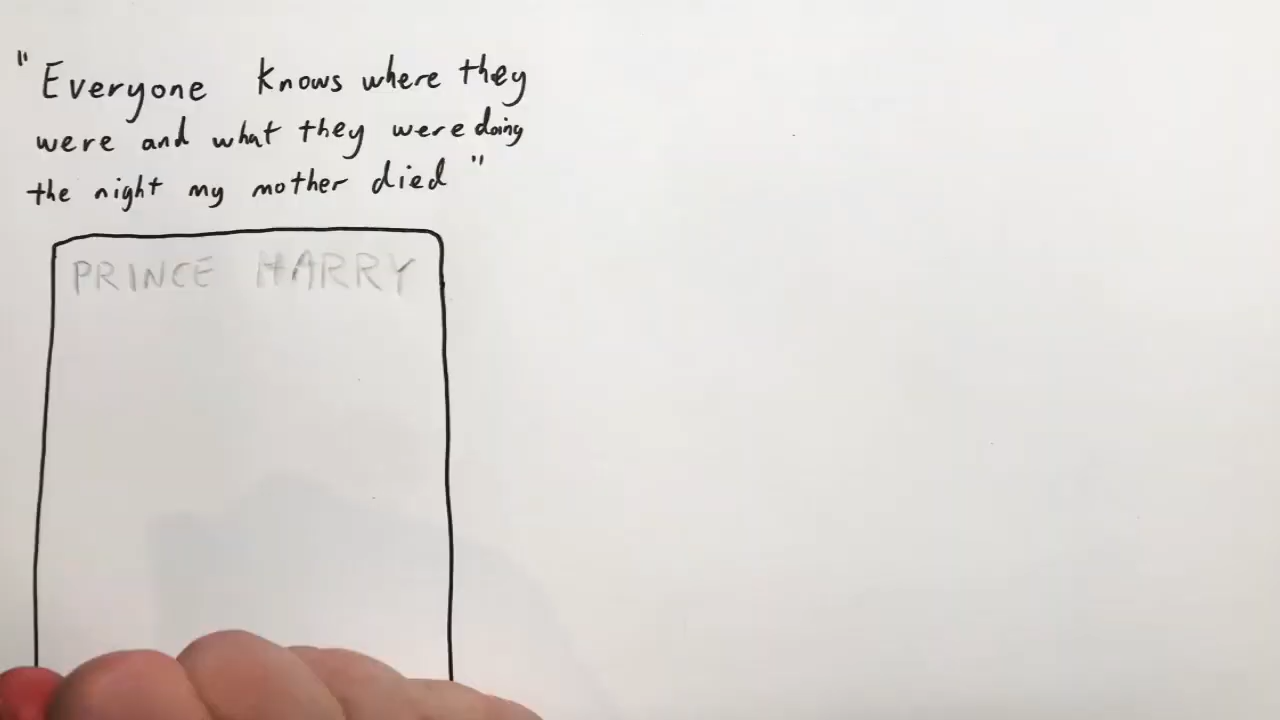 "Everyone knows where they
were and what they were doing
the night my mother died"
PRINCE HARRY